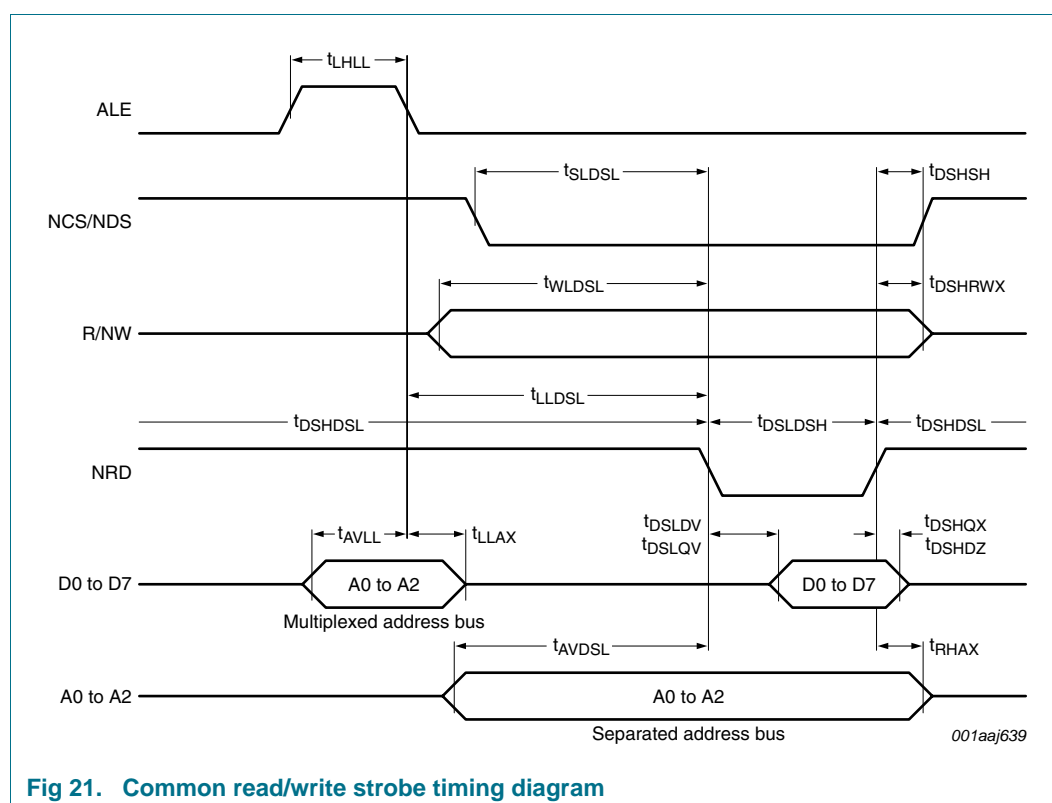 tLHLL
ALE
tSLDSL
tDSHSH
NCS/NDS
tWLDSL
tDSHRWX
R/NW
tLLDSL
tDSHDSL
tDSLDSH
tDSHDSL
NRD
tAVLL
tLLAX
tDSLDV
tDSLQV
tDSHQX
tDSHDZ
D0 to D7
A0 to A2
D0 to D7
Multiplexed address bus
tAVDSL
tRHAX
A0 to A2
A0 to A2
Separated address bus
001aaj639
Fig 21. Common read/write strobe timing diagram